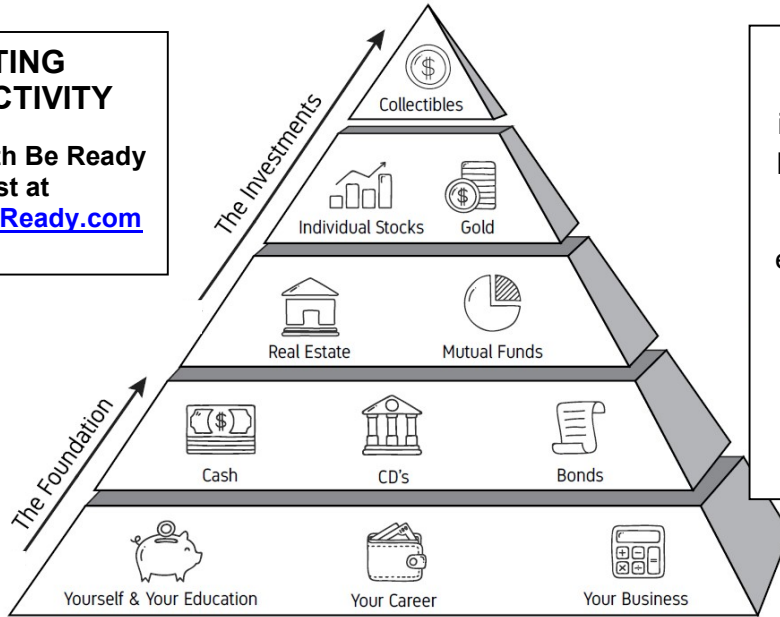 TING
CTIVITY
th Be Ready
st at
Ready.com
The Investments
The Foundation
$
Collectibles
$
Individual Stocks Gold
Real Estate Mutual Funds
$
Cash CD's Bonds
Yourself & Your Education Your Career Your Business